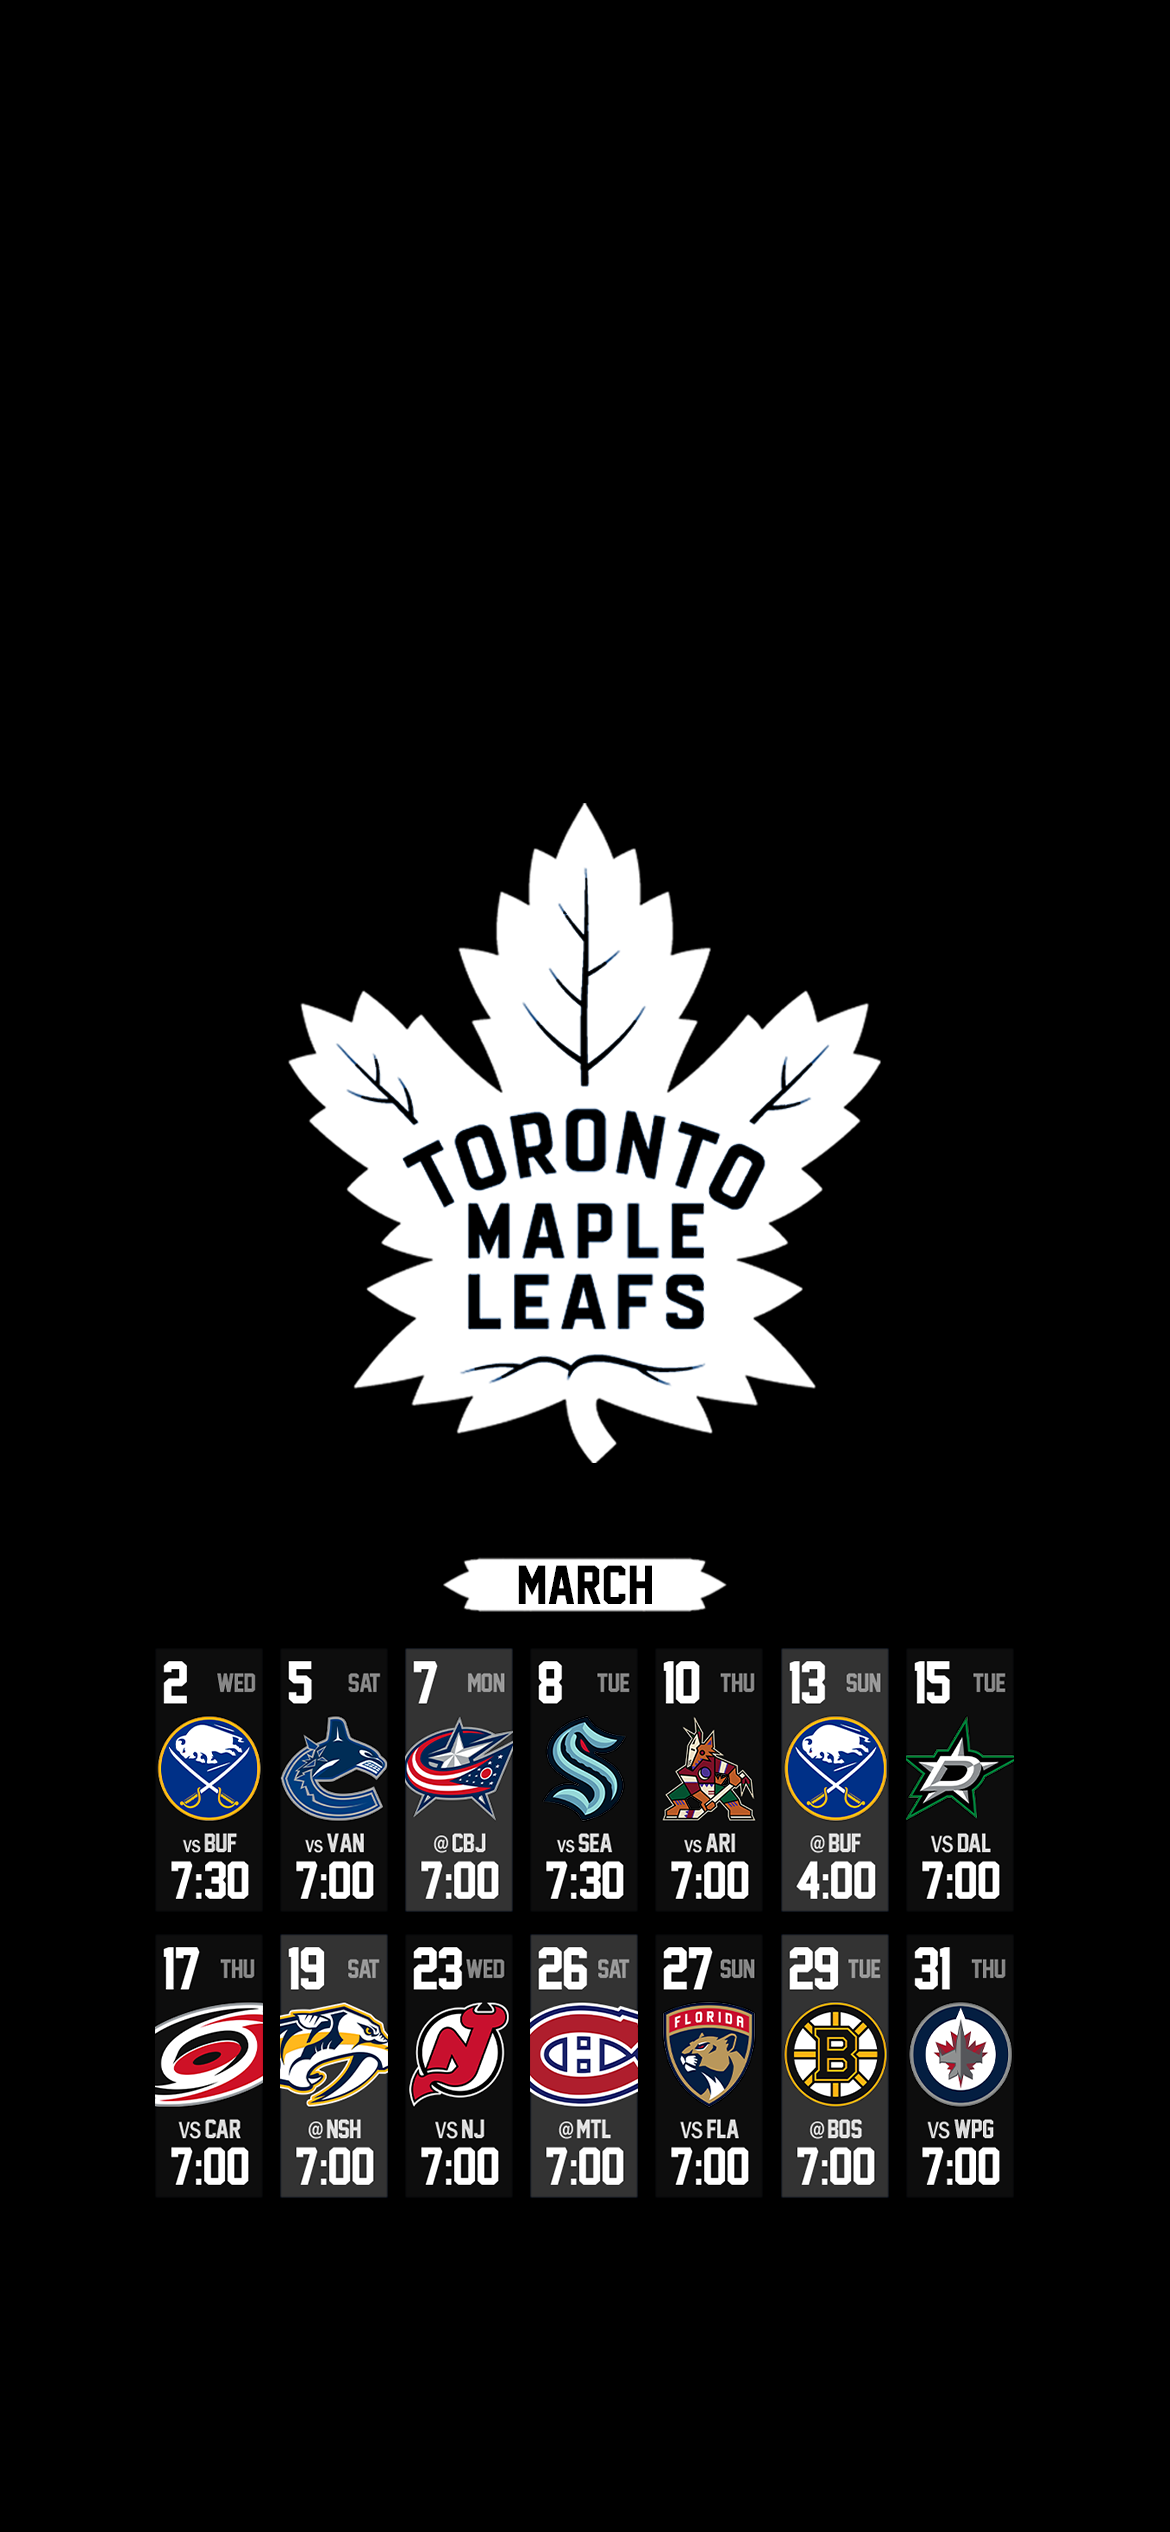 TORONTO
MAPLE
LEAFS
MARCH
2 WED
vs BUF
7:30
5 SAT
vs VAN
7:00
7 MON
@ CBJ
7:00
8 TUE
vs SEA
7:30
10 THU
vs ARI
7:00
13 SUN
@ BUF
4:00
15 TUE
VS DAL
7:00
17 THU
VS CAR
7:00
19 SAT
@ NSH
7:00
23 WED
VS NJ
7:00
26 SAT
@ MTL
7:00
27 SUN
FLORIDA
VS FLA
7:00
29 TUE
B
@ BOS
7:00
31 THU
VS WPG
7:00